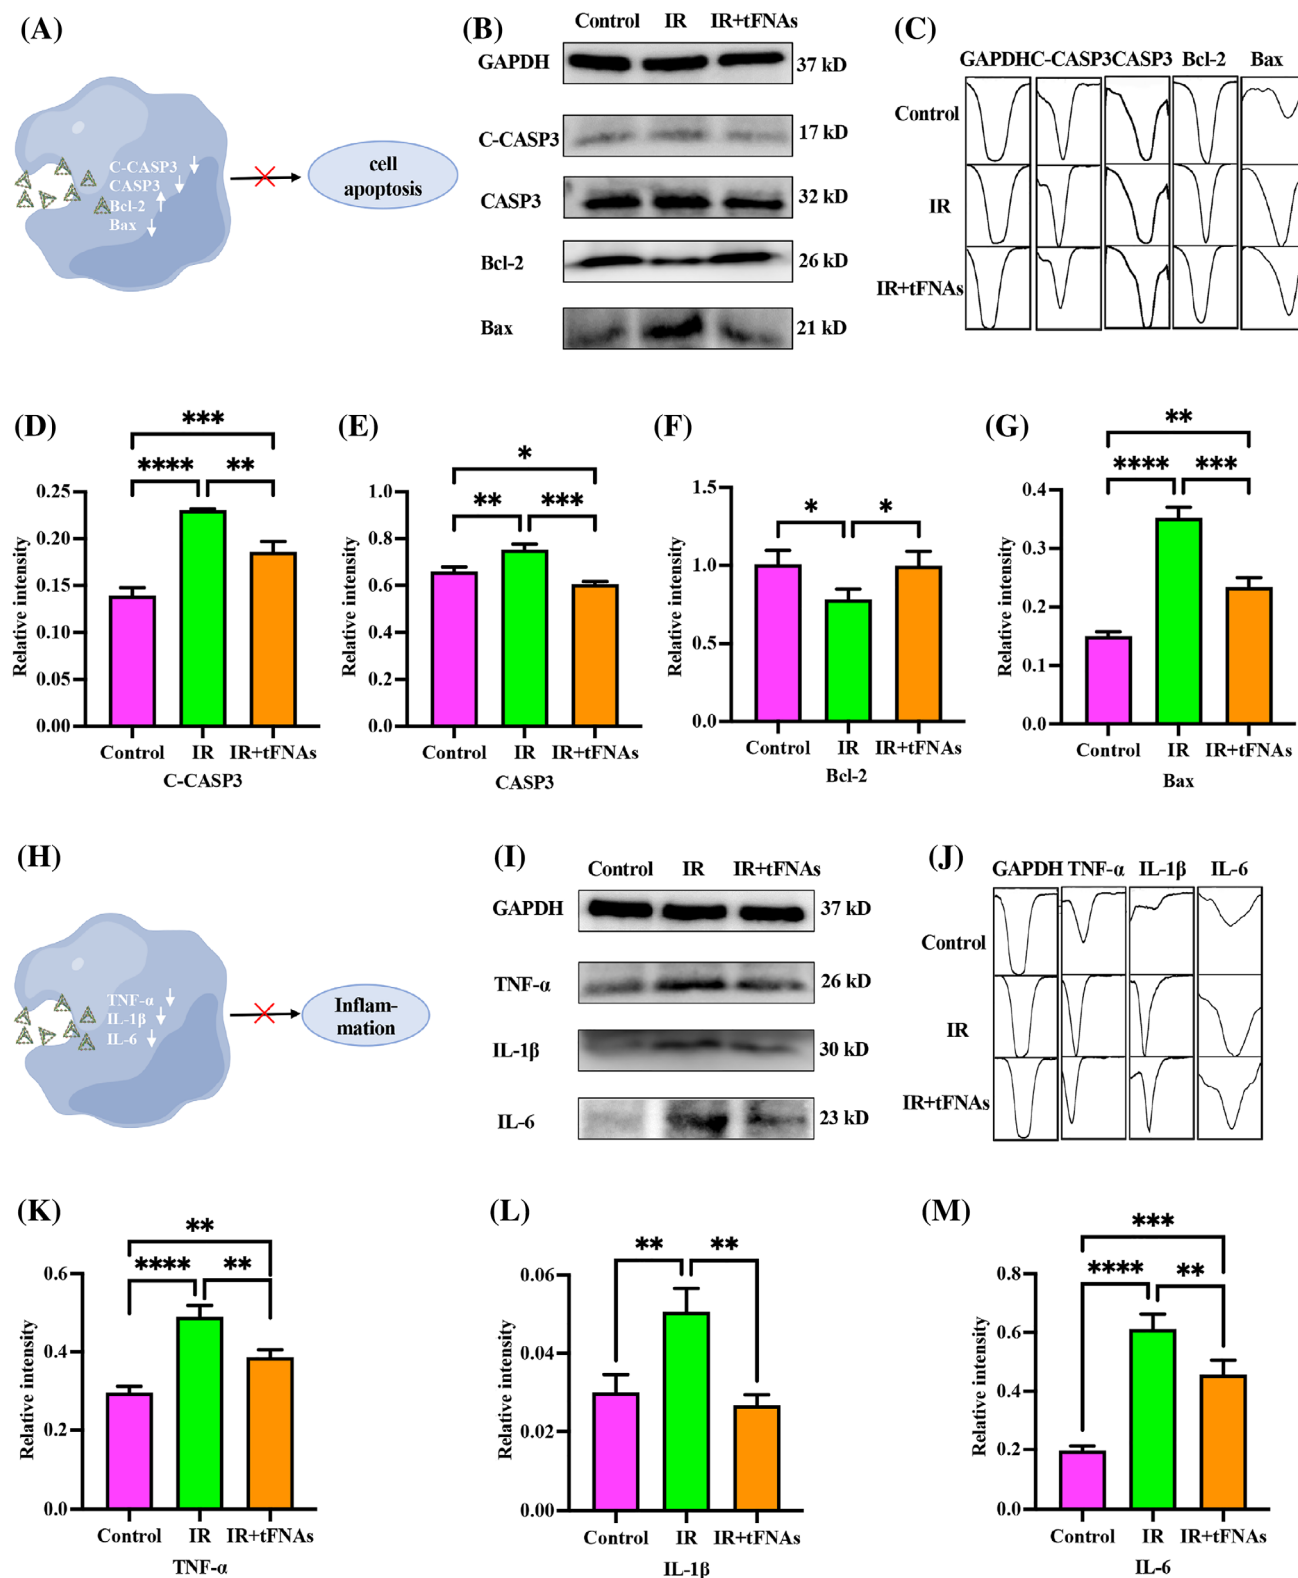 (A)
C-CASP3
CASP3
Bcl-2
Bax
cell
apoptosis
(B)
Control IR IR+tFNAs
GAPDH 37 kD
C-CASP3 17 kD
CASP3 32 kD
Bcl-2 26 kD
Bax 21 kD
(C)
GAPDH C-CASP3 CASP3 Bcl-2 Bax
Control
IR
IR+tFNAs
(D)
***
**** **
Relative intensity
0.25
0.20
0.15
0.10
0.05
0.00
Control IR IR+tFNAs
C-CASP3
(E)
*
** ***
Relative intensity
1.0
0.8
0.6
0.4
0.2
0.0
Control IR IR+tFNAs
CASP3
(F)
* *
Relative intensity
1.5
1.0
0.5
0.0
Control IR IR+tFNAs
Bcl-2
(G)
**
**** ***
Relative intensity
0.4
0.3
0.2
0.1
0.0
Control IR IR+tFNAs
Bax
(H)
TNF-α
IL-1β
IL-6
Inflam-
mation
(I)
Control IR IR+tFNAs
GAPDH 37 kD
TNF-α 26 kD
IL-1β 30 kD
IL-6 23 kD
(J)
GAPDH TNF-α IL-1β IL-6
Control
IR
IR+tFNAs
(K)
**
**** **
Relative intensity
0.6
0.4
0.2
0.0
Control IR IR+tFNAs
TNF-α
(L)
** **
Relative intensity
0.06
0.04
0.02
0.00
Control IR IR+tFNAs
IL-1β
(M)
***
**** **
Relative intensity
0.8
0.6
0.4
0.2
0.0
Control IR IR+tFNAs
IL-6